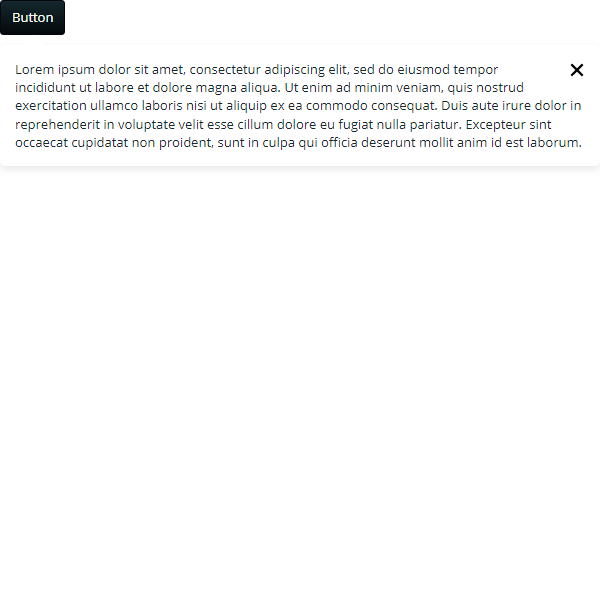 Button
Lorem ipsum dolor sit amet, consectetur adipiscing elit, sed do eiusmod tempor
incididunt ut labore et dolore magna aliqua. Ut enim ad minim veniam, quis nostrud
exercitation ullamco laboris nisi ut aliquip ex ea commodo consequat. Duis aute irure dolor in
reprehenderit in voluptate velit esse cillum dolore eu fugiat nulla pariatur. Excepteur sint
occaecat cupidatat non proident, sunt in culpa qui officia deserunt mollit anim id est laborum.